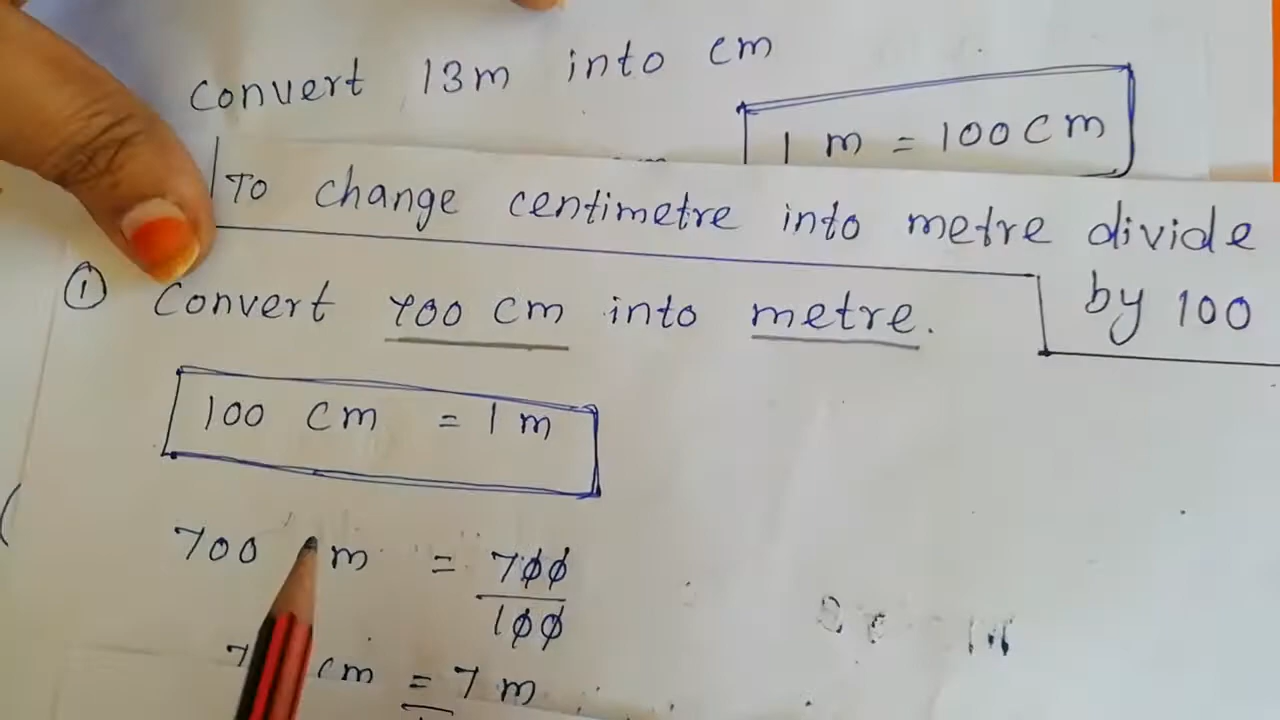 Convert 13m into cm
1 m = 100 cm
To change centimetre into metre divide
by 100
① Convert 700 cm into metre.
100 cm = 1 m
700 m = 700
100
7 cm = 7 m